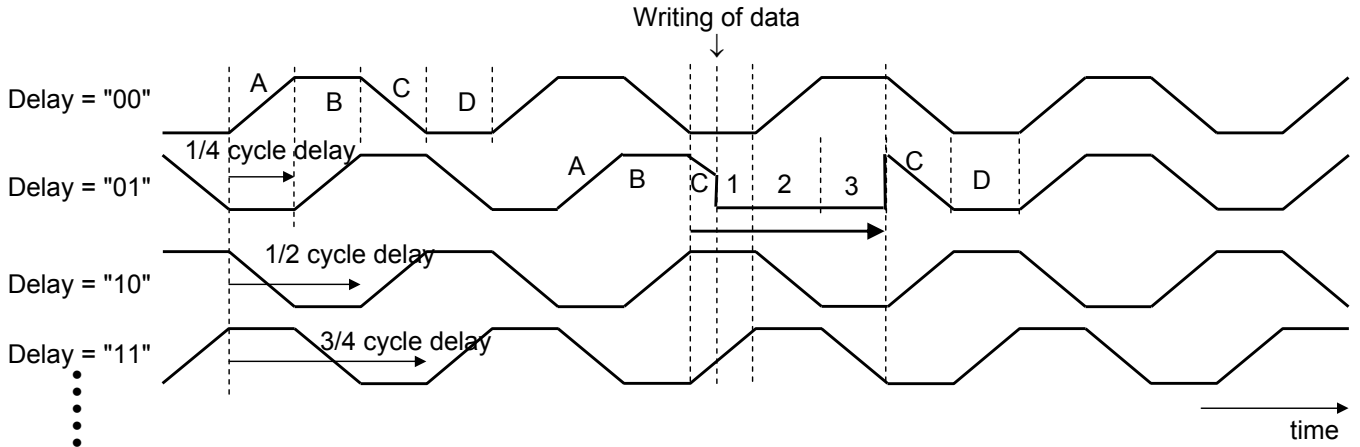 Writing of data
↓
Delay = "00" A B C D
1/4 cycle delay
Delay = "01" A B C 1 2 3 C D
1/2 cycle delay
Delay = "10"
3/4 cycle delay
Delay = "11"
time